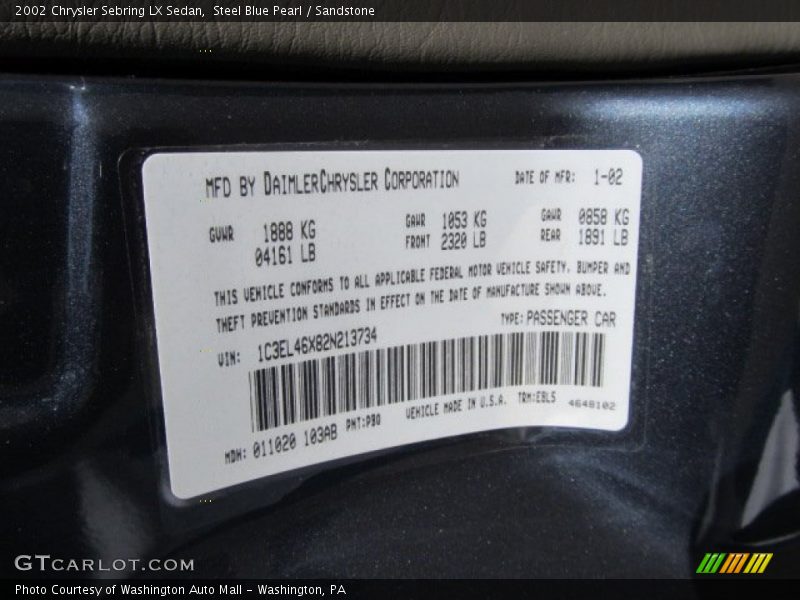 2002 Chrysler Sebring LX Sedan,  Steel Blue Pearl / Sandstone
MFD BY DAIMLERCHRYSLER CORPORATION DATE OF MFR: 1-02
GVWR 1888 KG GAWR 1053 KG GAWR 0858 KG
04161 LB FRONT 2320 LB REAR 1891 LB
THIS VEHICLE CONFORMS TO ALL APPLICABLE FEDERAL MOTOR VEHICLE SAFETY, BUMPER AND
THEFT PREVENTION STANDARDS IN EFFECT ON THE DATE OF MANUFACTURE SHOWN ABOVE.
VIN: 1C3EL46X82N213734 TYPE: PASSENGER CAR
MDH: 011020 103AB PNT:PBQ VEHICLE MADE IN U.S.A. TRM:EBL5 4648102
GTCARLOT.COM
Photo Courtesy of Washington Auto Mall – Washington, PA